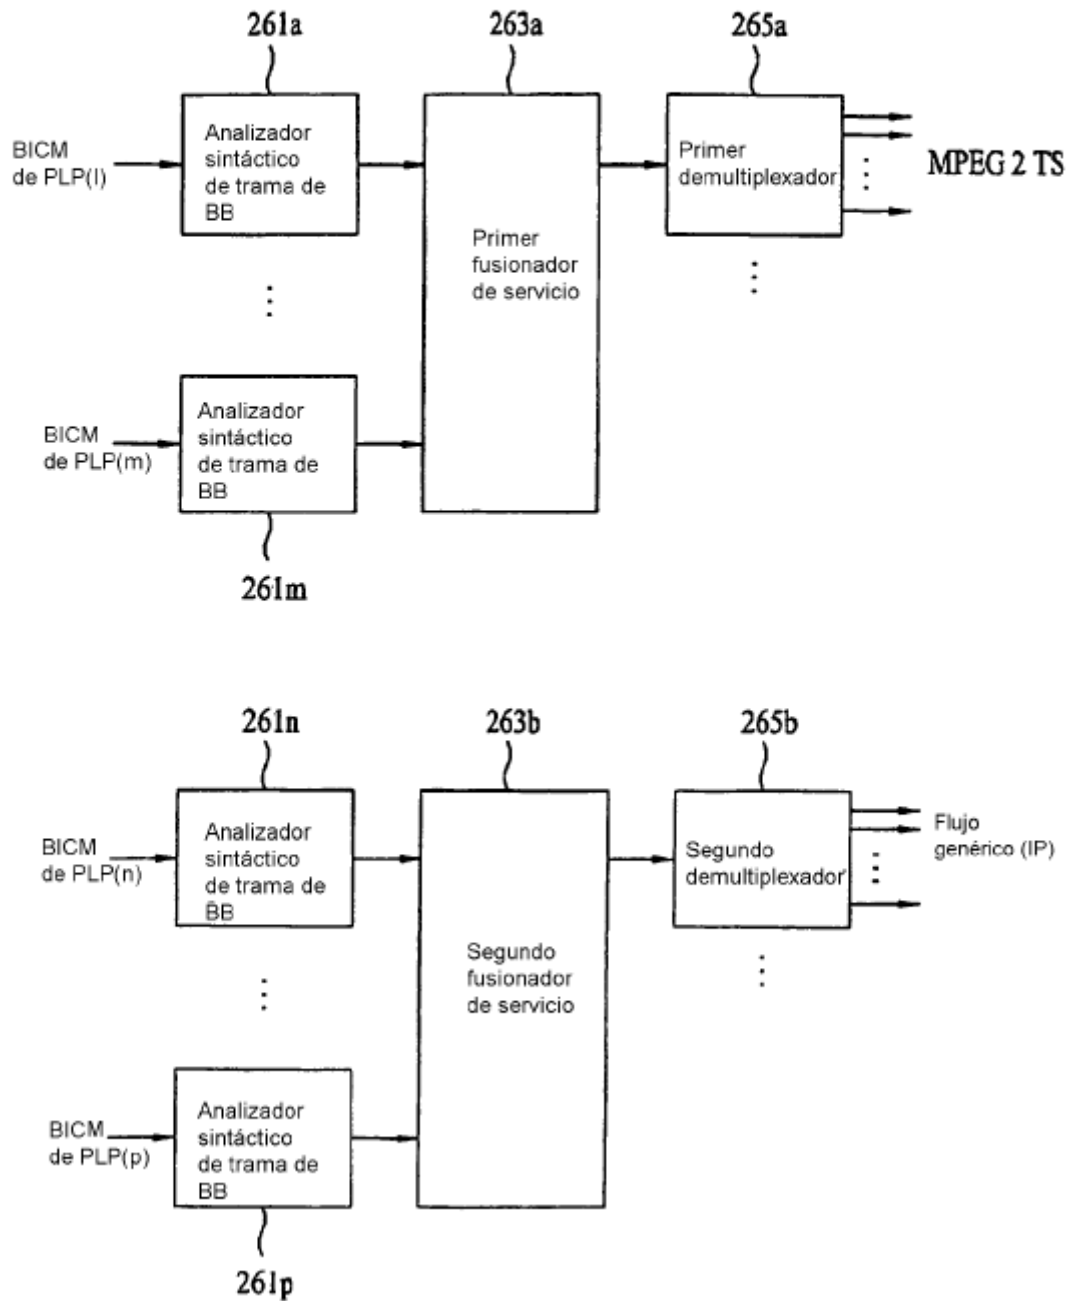 261a
263a
265a
BICM
de PLP(l)
Analizador
sintáctico
de trama de
BB
Primer
fusionador
de servicio
Primer
demultiplexador
MPEG 2 TS
BICM
de PLP(m)
Analizador
sintáctico
de trama de
BB
261m
261n
263b
265b
BICM
de PLP(n)
Analizador
sintáctico
de trama de
BB
Segundo
fusionador
de servicio
Segundo
demultiplexador
Flujo
genérico (IP)
BICM
de PLP(p)
Analizador
sintáctico
de trama de
BB
261p